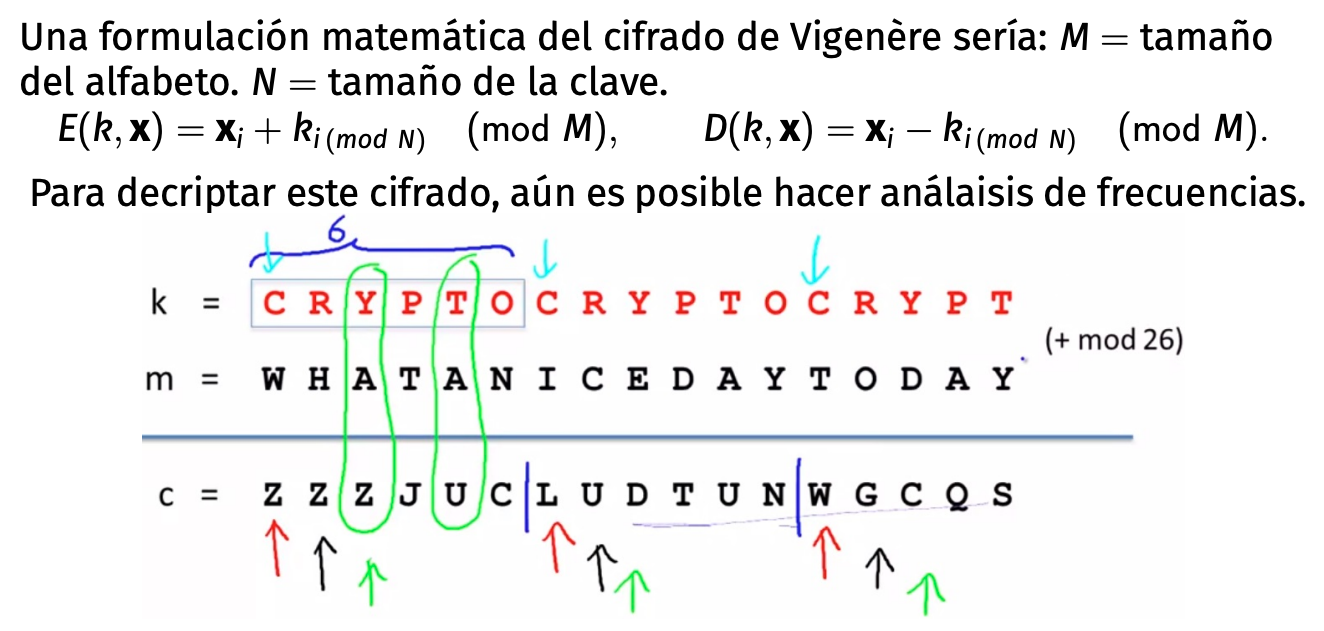 Una formulación matemática del cifrado de Vigenère sería: M = tamaño
del alfabeto. N = tamaño de la clave.
E(k, x) = xᵢ + kᵢ (mod N) (mod M), D(k, x) = xᵢ − kᵢ (mod N) (mod M).
Para decriptar este cifrado, aún es posible hacer análaisis de frecuencias.
6
k = C R Y P T O C R Y P T O C R Y P T
(+ mod 26)
m = W H A T A N I C E D A Y T O D A Y
c = Z Z Z J U C L U D T U N W G C Q S